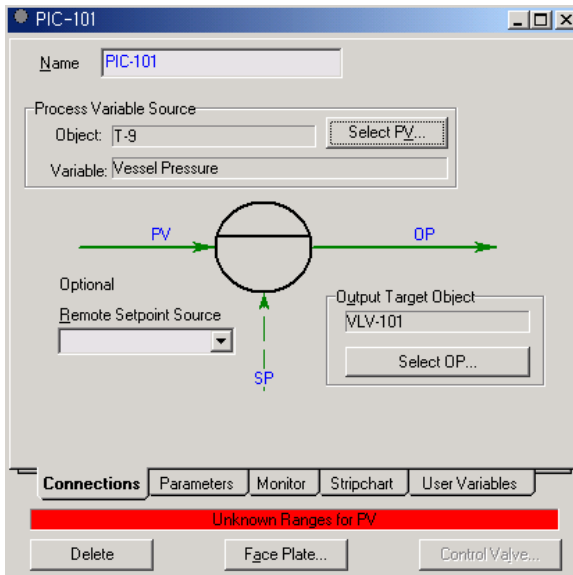 PIC-101
Name PIC-101
Process Variable Source
Object: T-9 Select PV...
Variable: Vessel Pressure
PV OP
Optional
Remote Setpoint Source
Output Target Object
VLV-101
Select OP...
SP
Connections Parameters Monitor Stripchart User Variables
Unknown Ranges for PV
Delete Face Plate... Control Valve...